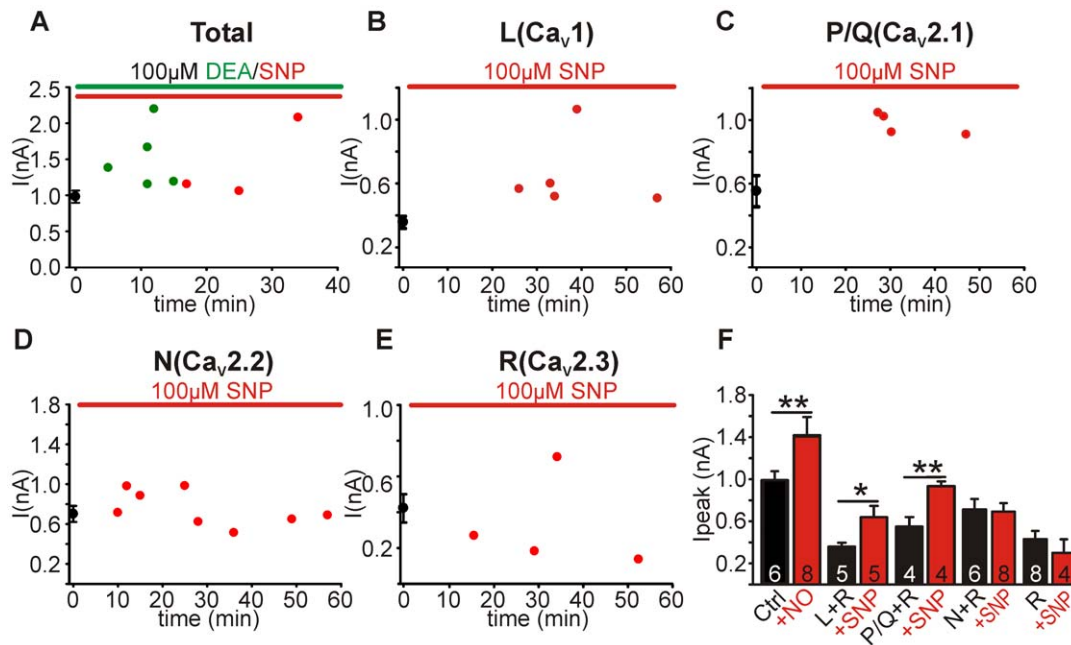 A
Total
100µM DEA/SNP
I(nA)
2.5
2.0
1.5
1.0
0.5
0.0
0 10 20 30 40
time (min)
B
L(Cav1)
100µM SNP
I(nA)
1.0
0.6
0.2
0 10 20 30 40 50 60
time (min)
C
P/Q(Cav2.1)
100µM SNP
I(nA)
1.0
0.6
0.2
0 10 20 30 40 50 60
time (min)
D
N(Cav2.2)
100µM SNP
I(nA)
1.8
1.4
1.0
0.6
0.2
0 10 20 30 40 50 60
time (min)
E
R(Cav2.3)
100µM SNP
I(nA)
1.0
0.6
0.2
0 10 20 30 40 50 60
time (min)
F
Ipeak (nA)
1.8
1.4
1.0
0.6
0.2
** * **
6 8 5 5 4 4 6 8 8 4
Ctrl
+NO
L+R
+SNP
P/Q+R
+SNP
N+R
+SNP
R
+SNP